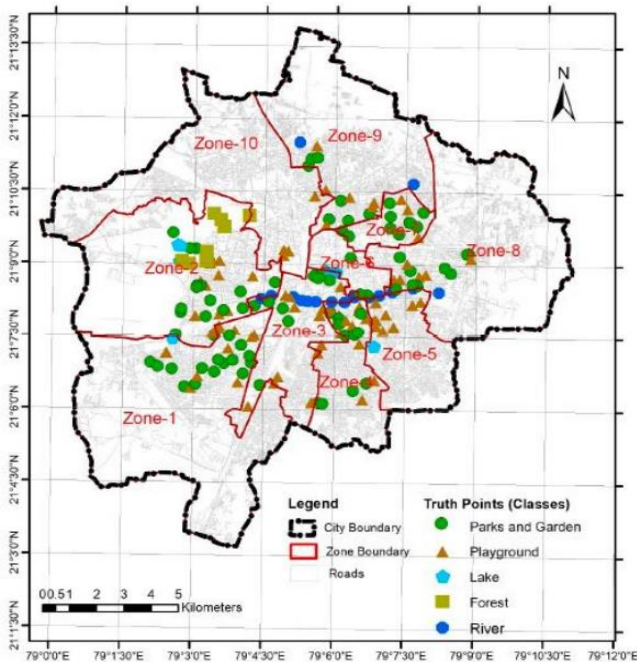 21°13'30"N
21°12'0"N
21°10'30"N
21°9'0"N
21°7'30"N
21°6'0"N
21°4'30"N
21°3'0"N
21°1'30"N
N
Zone-9
Zone-10
Zone-8
Zone-2
Zone-3
Zone-5
Zone-1
Legend
City Boundary
Zone Boundary
Roads
Truth Points (Classes)
Parks and Garden
Playground
Lake
Forest
River
00.51 2 3 4 5
Kilometers
79°0'0"E 79°1'30"E 79°3'0"E 79°4'30"E 79°6'0"E 79°7'30"E 79°9'0"E 79°10'30"E 79°12'0"E